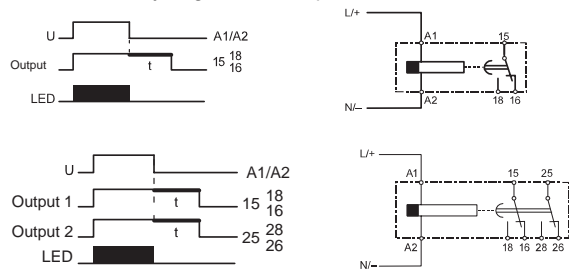 U A1/A2
Output t 15 18
16
LED
L/+
A1 15
A2 18 16
N/–
U A1/A2
Output 1 t 15 18
16
Output 2 t 25 28
26
LED
L/+
A1 15 25
A2 18 16 28 26
N/–